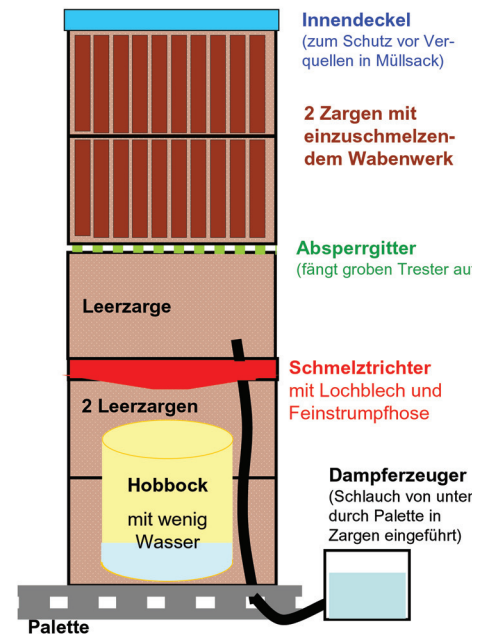 Innendeckel
(zum Schutz vor Ver-
quellen in Müllsack)
2 Zargen mit
einzuschmelzen-
dem Wabenwerk
Absperrgitter
(fängt groben Trester
Leerzarge
Schmelztrichter
mit Lochblech und
Feinstrumpfhose
2 Leerzargen
Hobbock
mit wenig
Wasser
Dampferzeuger
(Schlauch von unten
durch Palette in
Zargen eingeführt)
Palette